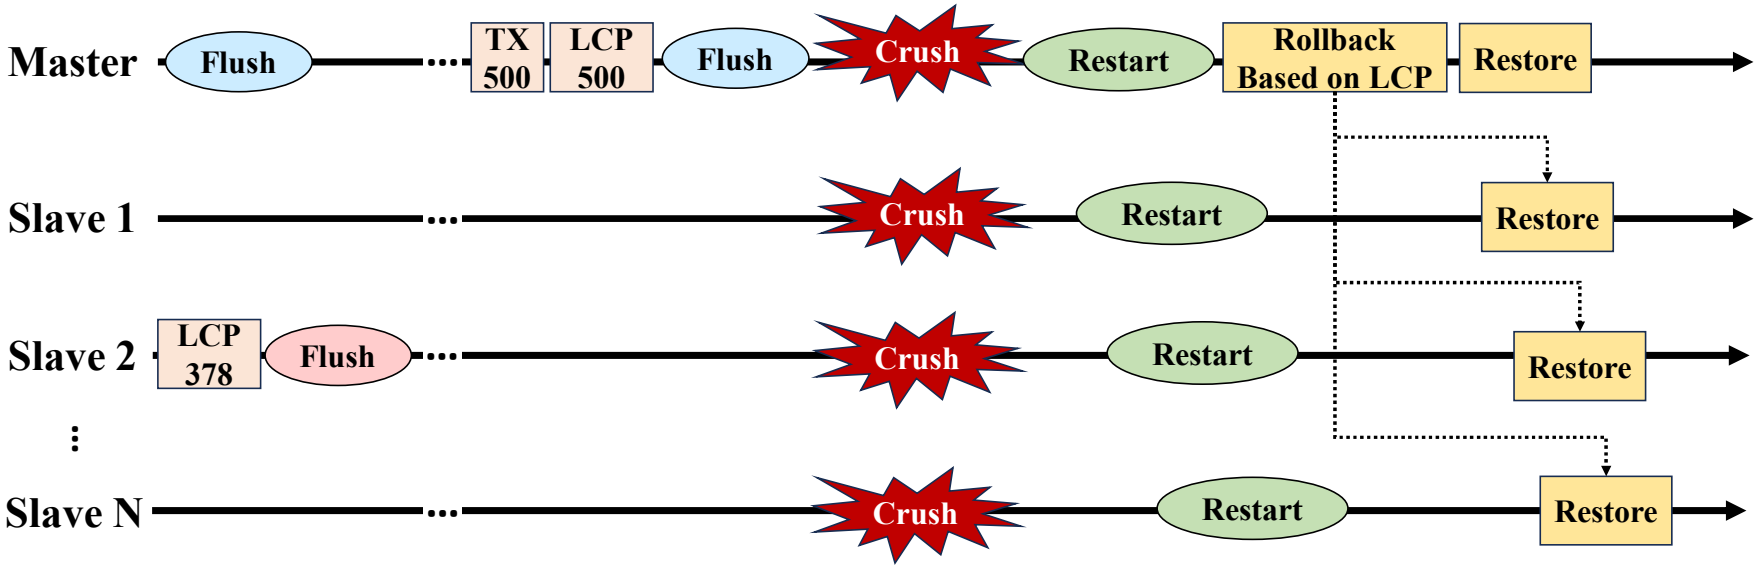 Master
Flush
...
TX
500
LCP
500
Flush
Crush
Restart
Rollback
Based on LCP
Restore
Slave 1
...
Crush
Restart
Restore
Slave 2
LCP
378
Flush
...
Crush
Restart
Restore
...
Slave N
...
Crush
Restart
Restore